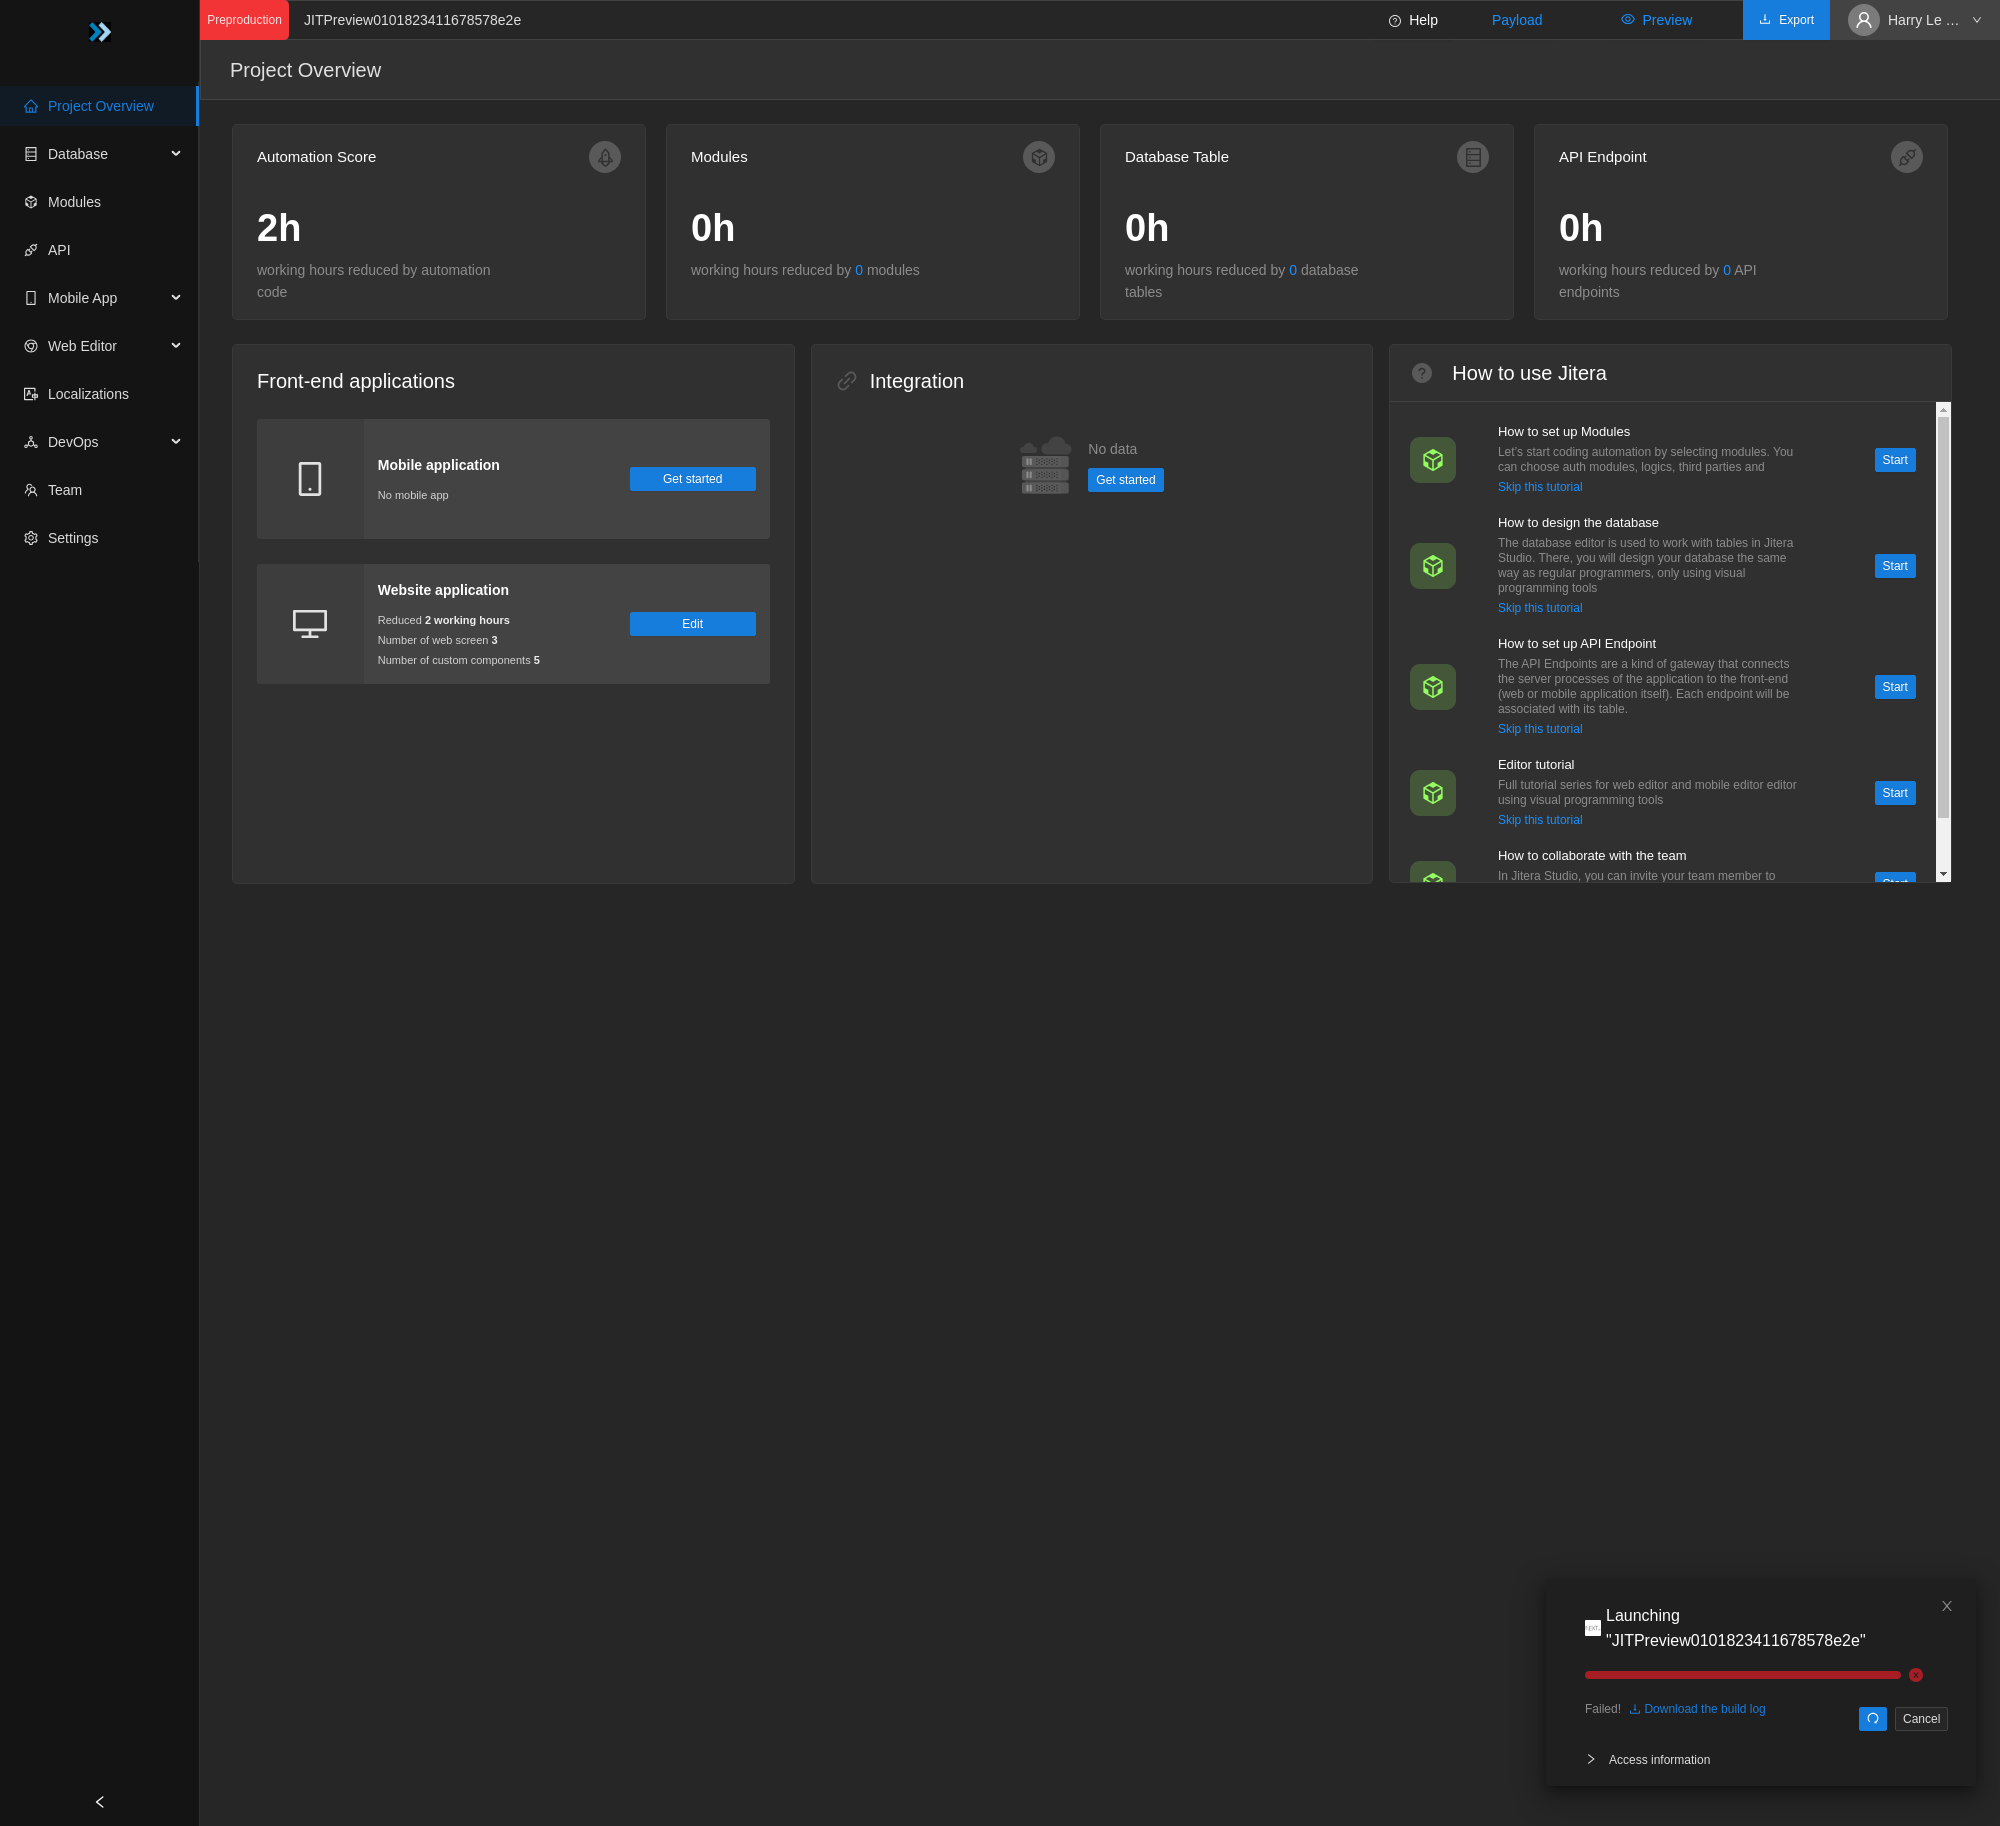 Preproduction
JITPreview0101823411678578e2e
Help
Payload
Preview
Export
Harry Le ...
Project Overview
Database
Modules
API
Mobile App
Web Editor
Localizations
DevOps
Team
Settings
Project Overview
Automation Score
2h
working hours reduced by automation
code
Modules
0h
working hours reduced by 0 modules
Database Table
0h
working hours reduced by 0 database
tables
API Endpoint
0h
working hours reduced by 0 API
endpoints
Front-end applications
Mobile application
No mobile app
Get started
Website application
Reduced 2 working hours
Number of web screen 3
Number of custom components 5
Edit
Integration
No data
Get started
How to use Jitera
How to set up Modules
Let's start coding automation by selecting modules. You
can choose auth modules, logics, third parties and
Skip this tutorial
Start
How to design the database
The database editor is used to work with tables in Jitera
Studio. There, you will design your database the same
way as regular programmers, only using visual
programming tools
Skip this tutorial
Start
How to set up API Endpoint
The API Endpoints are a kind of gateway that connects
the server processes of the application to the front-end
(web or mobile application itself). Each endpoint will be
associated with its table.
Skip this tutorial
Start
Editor tutorial
Full tutorial series for web editor and mobile editor editor
using visual programming tools
Skip this tutorial
Start
How to collaborate with the team
In Jitera Studio, you can invite your team member to
Start
Launching
"JITPreview0101823411678578e2e"
Failed!
Download the build log
Cancel
Access information